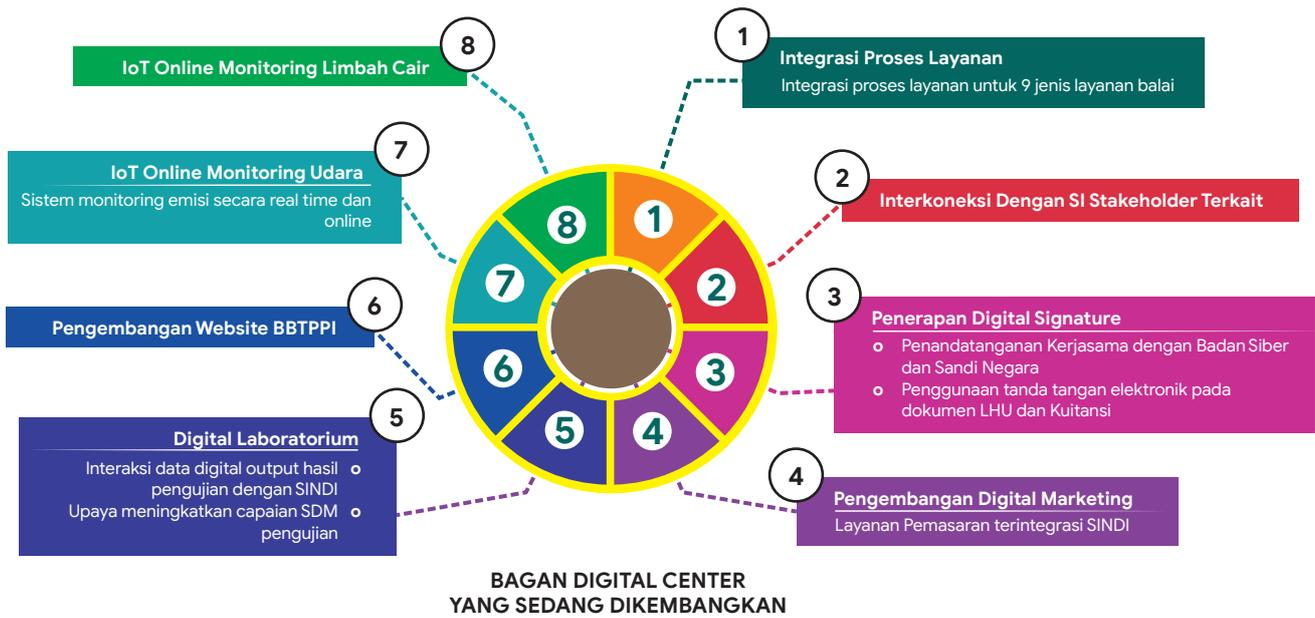 1
Integrasi Proses Layanan
Integrasi proses layanan untuk 9 jenis layanan balai
2
Interkoneksi Dengan SI Stakeholder Terkait
3
Penerapan Digital Signature
Penandatanganan Kerjasama dengan Badan Siber
dan Sandi Negara
Penggunaan tanda tangan elektronik pada
dokumen LHU dan Kuitansi
4
Pengembangan Digital Marketing
Layanan Pemasaran terintegrasi SINDI
5
Digital Laboratorium
Interaksi data digital output hasil
pengujian dengan SINDI
Upaya meningkatkan capaian SDM
pengujian
6
Pengembangan Website BBTPPI
7
IoT Online Monitoring Udara
Sistem monitoring emisi secara real time dan
online
8
IoT Online Monitoring Limbah Cair
1
2
3
4
5
6
7
8
BAGAN DIGITAL CENTER
YANG SEDANG DIKEMBANGKAN